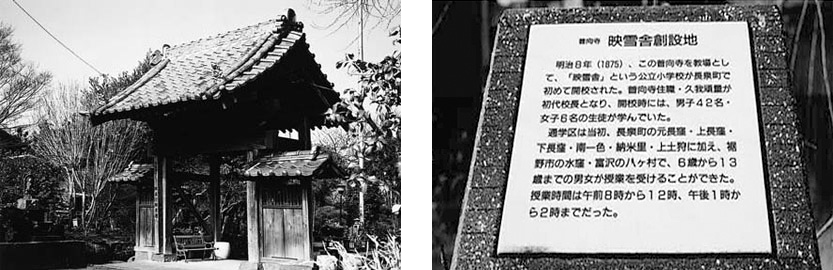 普向寺 映雪舎創設地
明治8年（1875）、この普向寺を教場とし
て、「映雪舎」という公立小学校が長泉町で
初めて開校された。普向寺住職・久我頑童が
初代校長となり、開校時には、男子42名・
女子6名の生徒が学んでいた。
通学区は当初、長泉町の元長窪・上長窪・
下長窪・南一色・納米里・上土狩に加え、裾
野市の水窪・富沢の八ヶ村で、6歳から13
歳までの男女が授業を受けることができた。
授業時間は午前8時から12時、午後1時か
ら2時までだった。